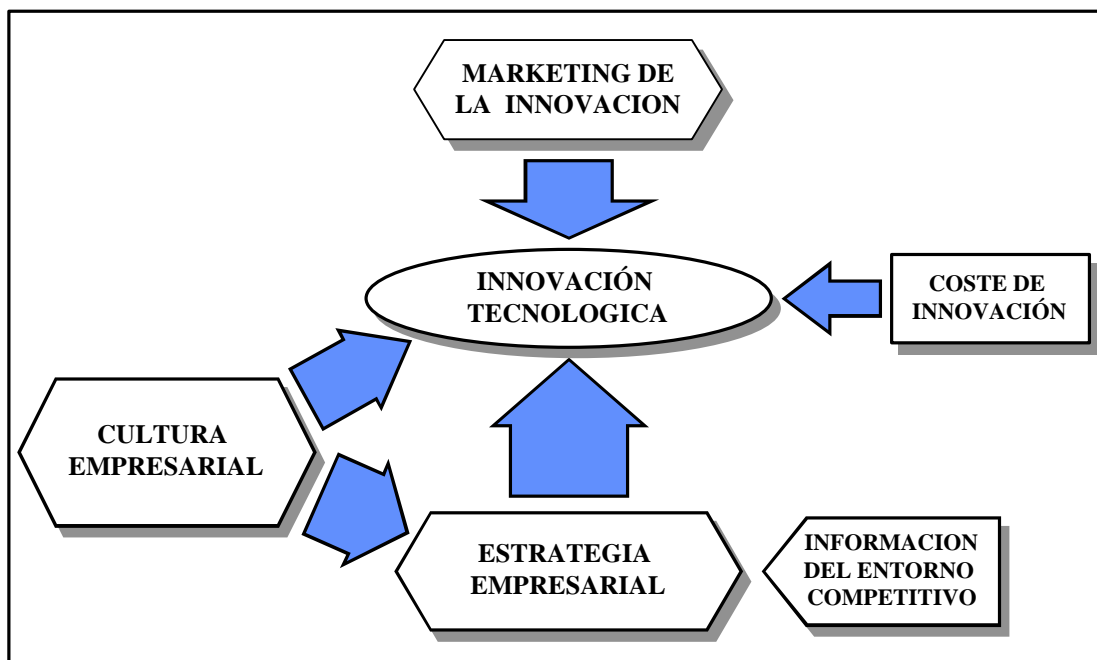 MARKETING DE
LA INNOVACION
INNOVACIÓN
TECNOLOGICA
COSTE DE
INNOVACIÓN
CULTURA
EMPRESARIAL
ESTRATEGIA
EMPRESARIAL
INFORMACION
DEL ENTORNO
COMPETITIVO